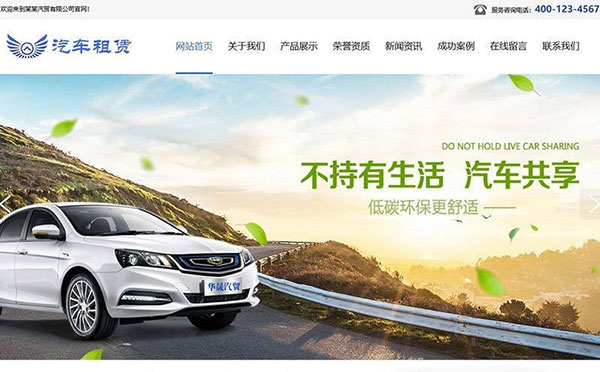 欢迎来到某某汽贸有限公司官网!
服务咨询电话: 400-123-4567
汽车租赁
网站首页 关于我们 产品展示 荣誉资质 新闻资讯 成功案例 在线留言 联系我们
DO NOT HOLD LIVE CAR SHARING
不持有生活 汽车共享
低碳环保更舒适
华晟汽贸